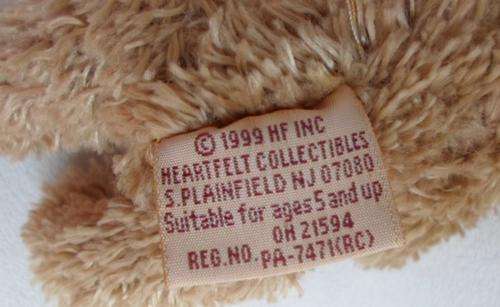 © 1999 HF INC
HEARTFELT COLLECTIBLES
S. PLAINFIELD NJ 07080
Suitable for ages 5 and up
OH 21594
REG. NO. PA-7471(RC)